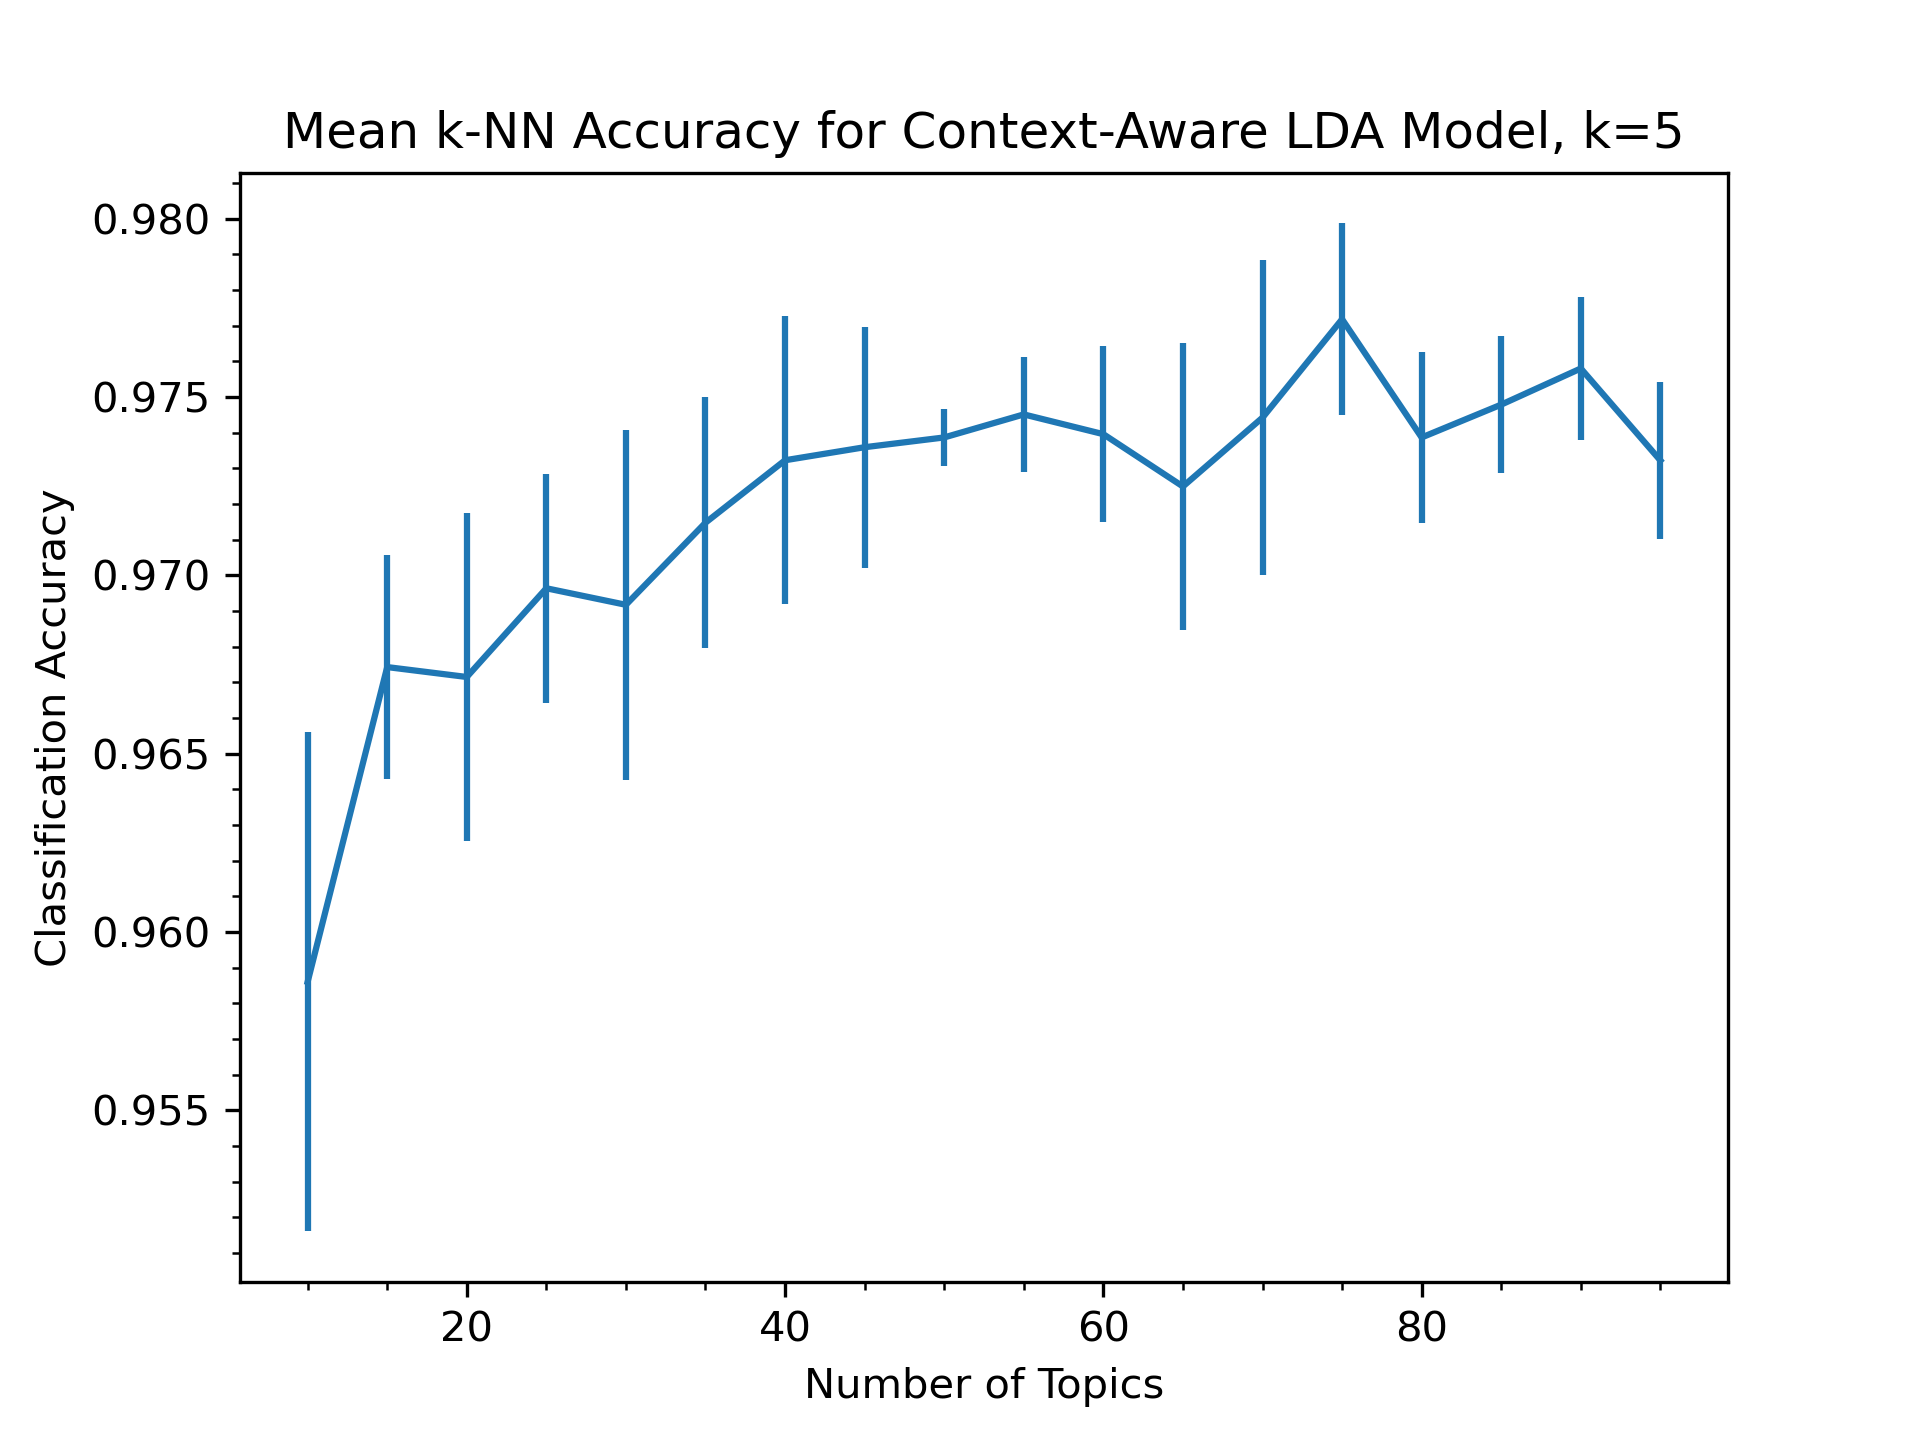 Mean k-NN Accuracy for Context-Aware LDA Model, k=5
0.980
0.975
0.970
0.965
0.960
0.955
Classification Accuracy
20 40 60 80
Number of Topics